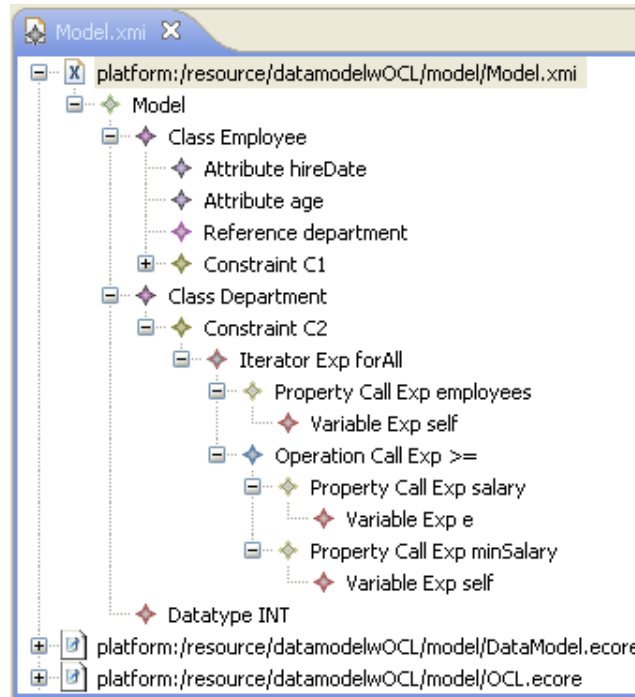 Model.xmi
platform:/resource/datamodelwOCL/model/Model.xmi
Model
Class Employee
Attribute hireDate
Attribute age
Reference department
Constraint C1
Class Department
Constraint C2
Iterator Exp forAll
Property Call Exp employees
Variable Exp self
Operation Call Exp >=
Property Call Exp salary
Variable Exp e
Property Call Exp minSalary
Variable Exp self
Datatype INT
platform:/resource/datamodelwOCL/model/DataModel.ecore
platform:/resource/datamodelwOCL/model/OCL.ecore